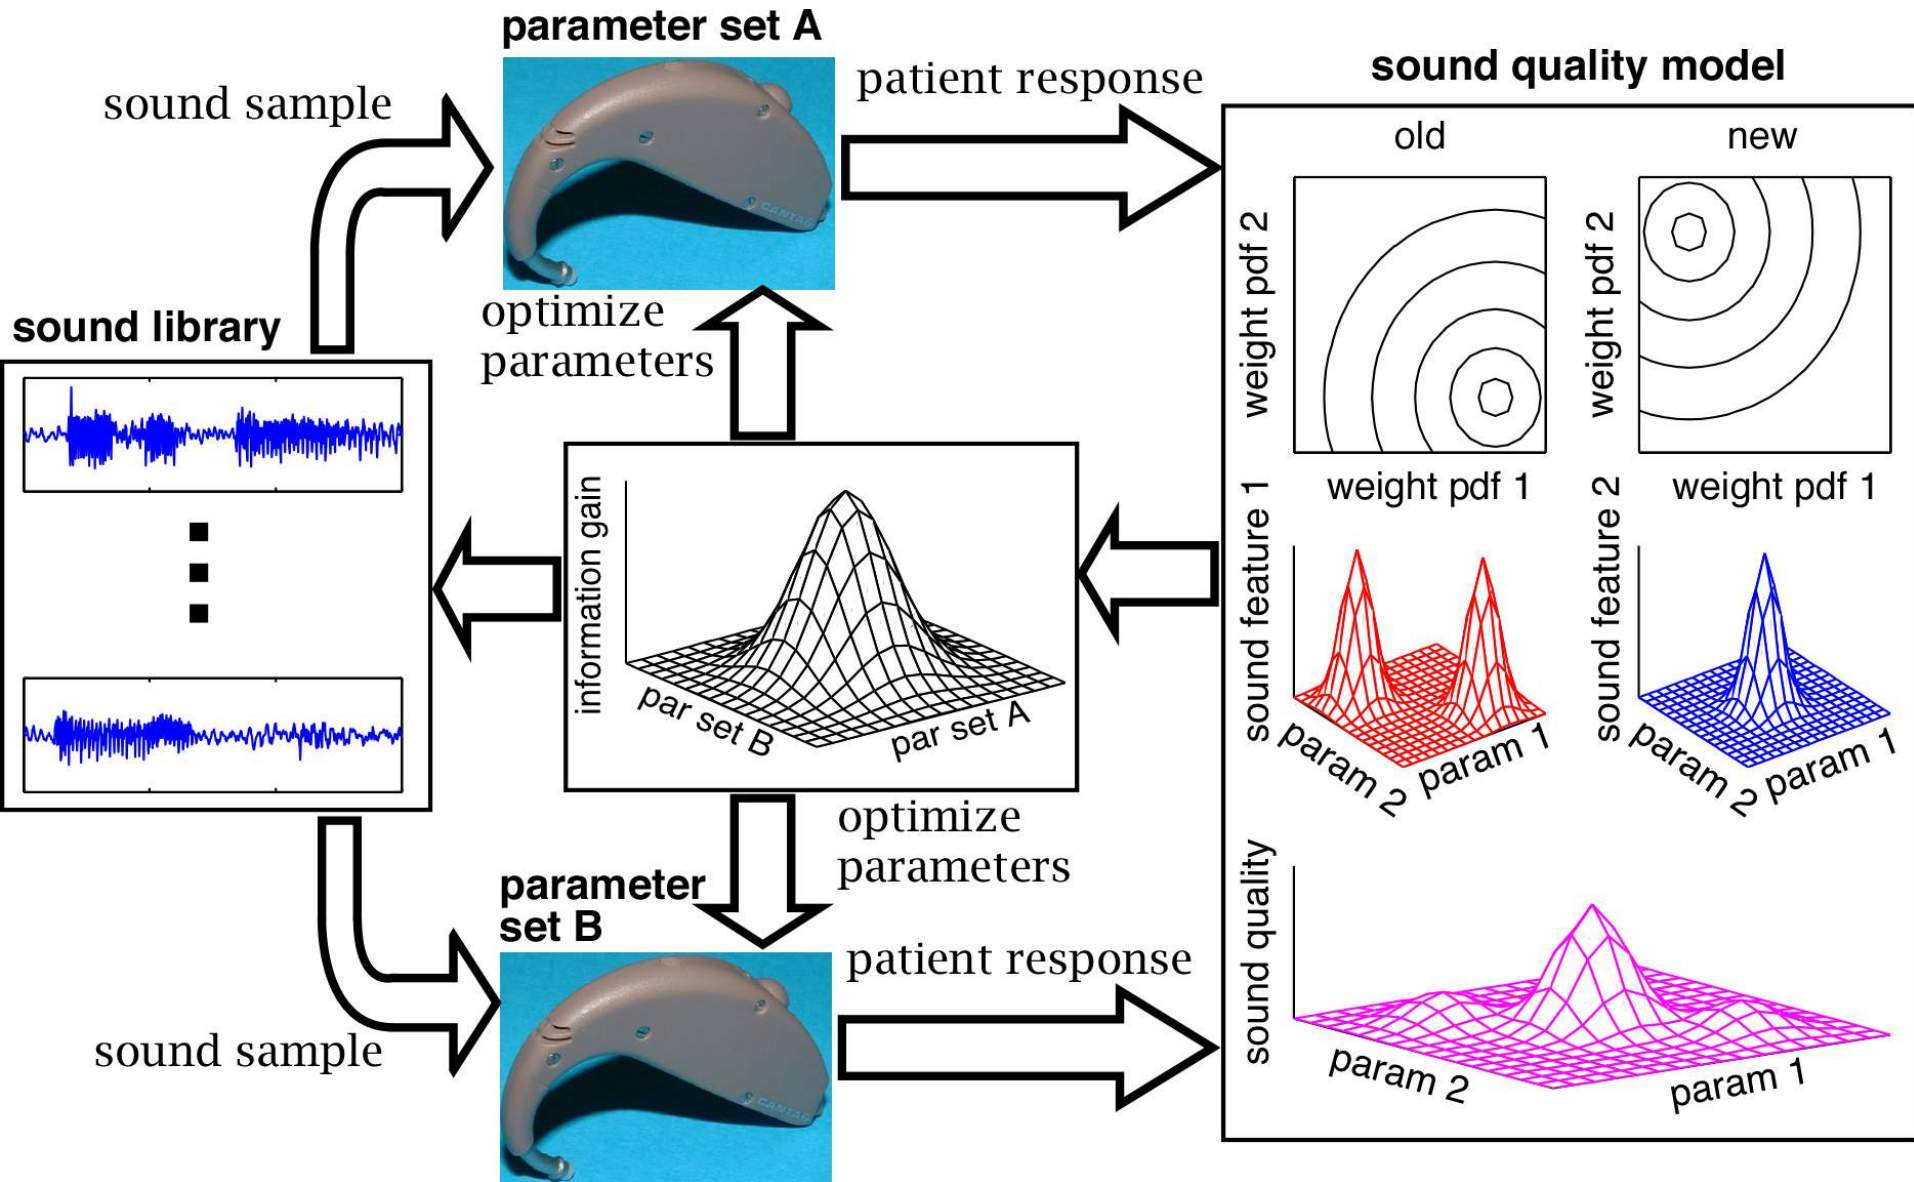 parameter set A
sound sample
patient response
sound quality model
old
new
weight pdf 2
weight pdf 1
weight pdf 2
weight pdf 1
CANTA
optimize
parameters
sound library
information gain
par set B
par set A
sound feature 1
param 2
param 1
sound feature 2
param 2
param 1
optimize
parameters
parameter
set B
sound sample
patient response
CANTA
sound quality
param 2
param 1